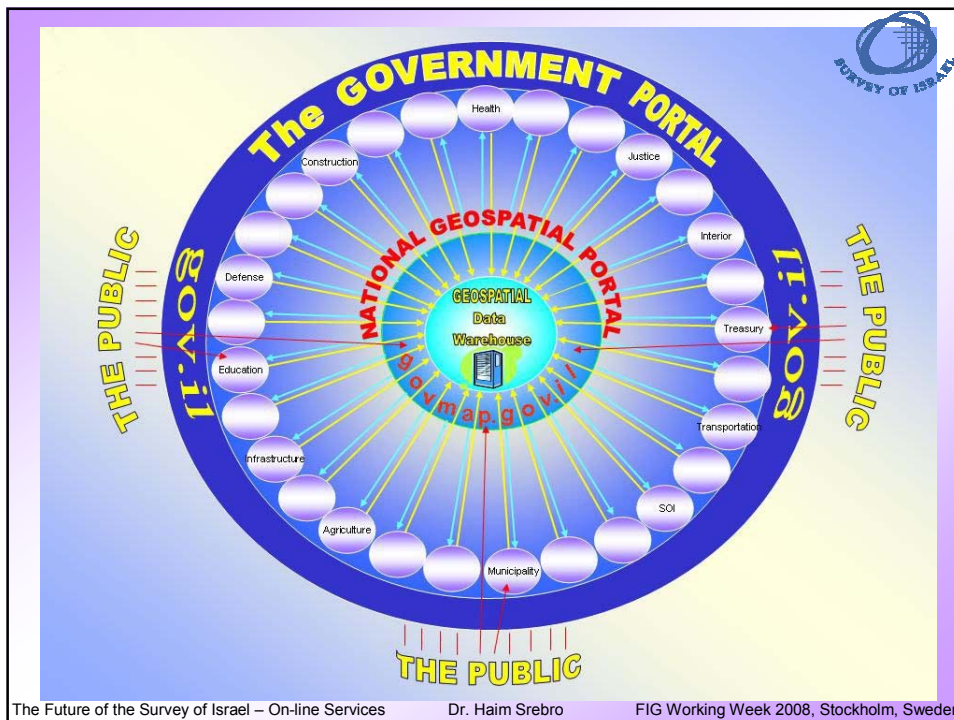 SURVEY OF ISRAEL
The GOVERNMENT PORTAL
gov.il
gov.il
THE PUBLIC
THE PUBLIC
THE PUBLIC
Health
Construction
Justice
Interior
Defense
Treasury
Education
Transportation
Infrastructure
SOI
Agriculture
Municipality
NATIONAL GEOSPATIAL PORTAL
GEOSPATIAL
Data
Warehouse
govmap.gov.il
The Future of the Survey of Israel – On-line Services Dr. Haim Srebro FIG Working Week 2008, Stockholm, Sweden